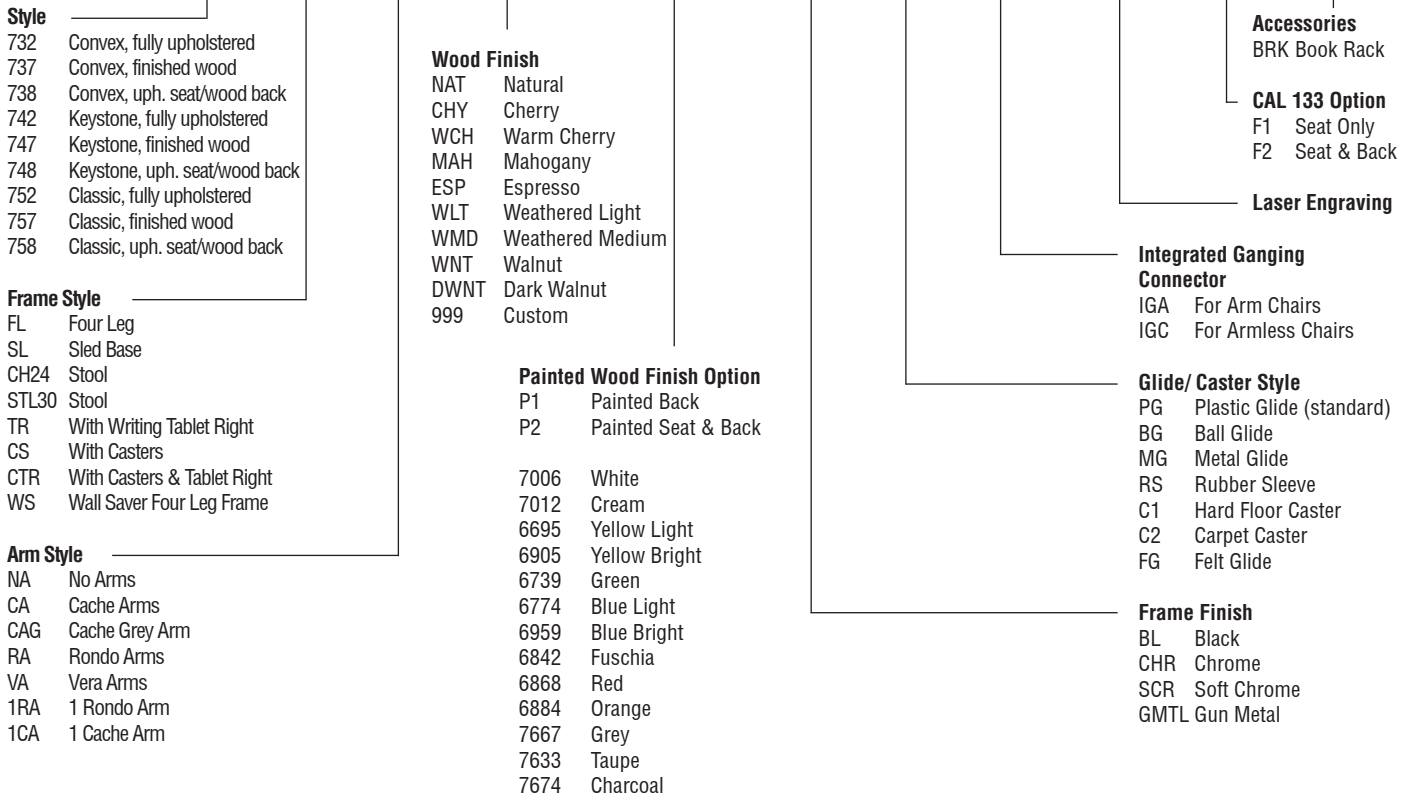 Style
732 Convex, fully upholstered
737 Convex, finished wood
738 Convex, uph. seat/wood back
742 Keystone, fully upholstered
747 Keystone, finished wood
748 Keystone, uph. seat/wood back
752 Classic, fully upholstered
757 Classic, finished wood
758 Classic, uph. seat/wood back
Frame Style
FL Four Leg
SL Sled Base
CH24 Stool
STL30 Stool
TR With Writing Tablet Right
CS With Casters
CTR With Casters & Tablet Right
WS Wall Saver Four Leg Frame
Arm Style
NA No Arms
CA Cache Arms
CAG Cache Grey Arm
RA Rondo Arms
VA Vera Arms
1RA 1 Rondo Arm
1CA 1 Cache Arm
Wood Finish
NAT Natural
CHY Cherry
WCH Warm Cherry
MAH Mahogany
ESP Espresso
WLT Weathered Light
WMD Weathered Medium
WNT Walnut
DWNT Dark Walnut
999 Custom
Painted Wood Finish Option
P1 Painted Back
P2 Painted Seat & Back
7006 White
7012 Cream
6695 Yellow Light
6905 Yellow Bright
6739 Green
6774 Blue Light
6959 Blue Bright
6842 Fuschia
6868 Red
6884 Orange
7667 Grey
7633 Taupe
7674 Charcoal
Accessories
BRK Book Rack
CAL 133 Option
F1 Seat Only
F2 Seat & Back
Laser Engraving
Integrated Ganging
Connector
IGA For Arm Chairs
IGC For Armless Chairs
Glide/ Caster Style
PG Plastic Glide (standard)
BG Ball Glide
MG Metal Glide
RS Rubber Sleeve
C1 Hard Floor Caster
C2 Carpet Caster
FG Felt Glide
Frame Finish
BL Black
CHR Chrome
SCR Soft Chrome
GMTL Gun Metal